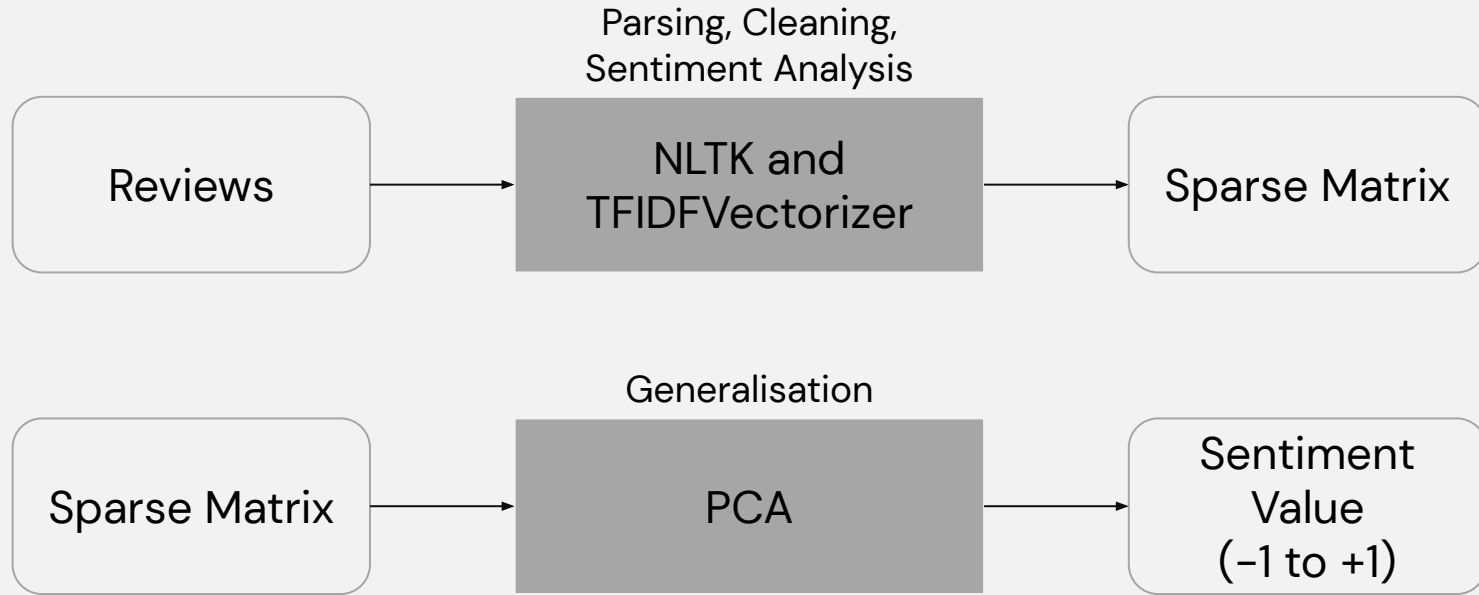 Parsing, Cleaning,
Sentiment Analysis
Reviews
NLTK and
TFIDFVectorizer
Sparse Matrix
Generalisation
Sparse Matrix
PCA
Sentiment
Value
(-1 to +1)